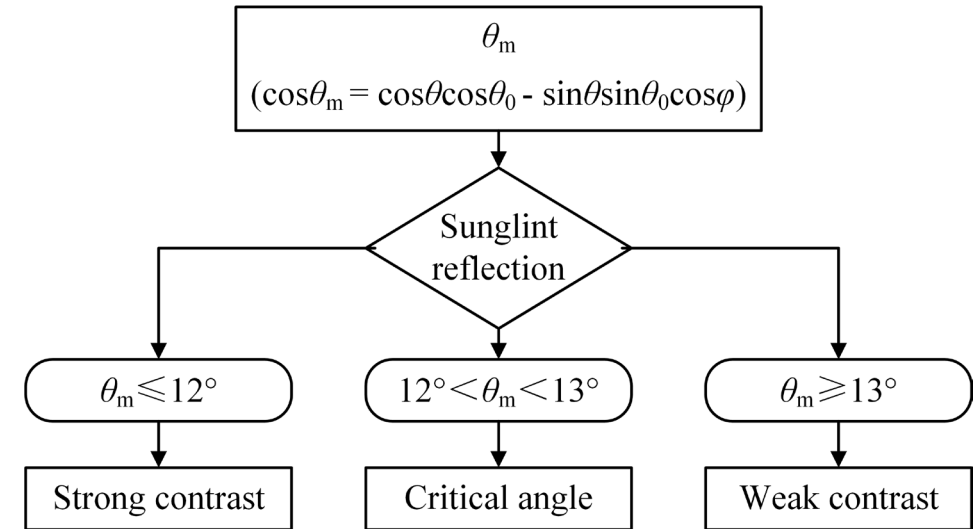 θm
(cosθm = cosθcosθ0 - sinθsinθ0cosφ)
Sunglint
reflection
θm≤12°
12°<θm<13°
θm≥13°
Strong contrast
Critical angle
Weak contrast